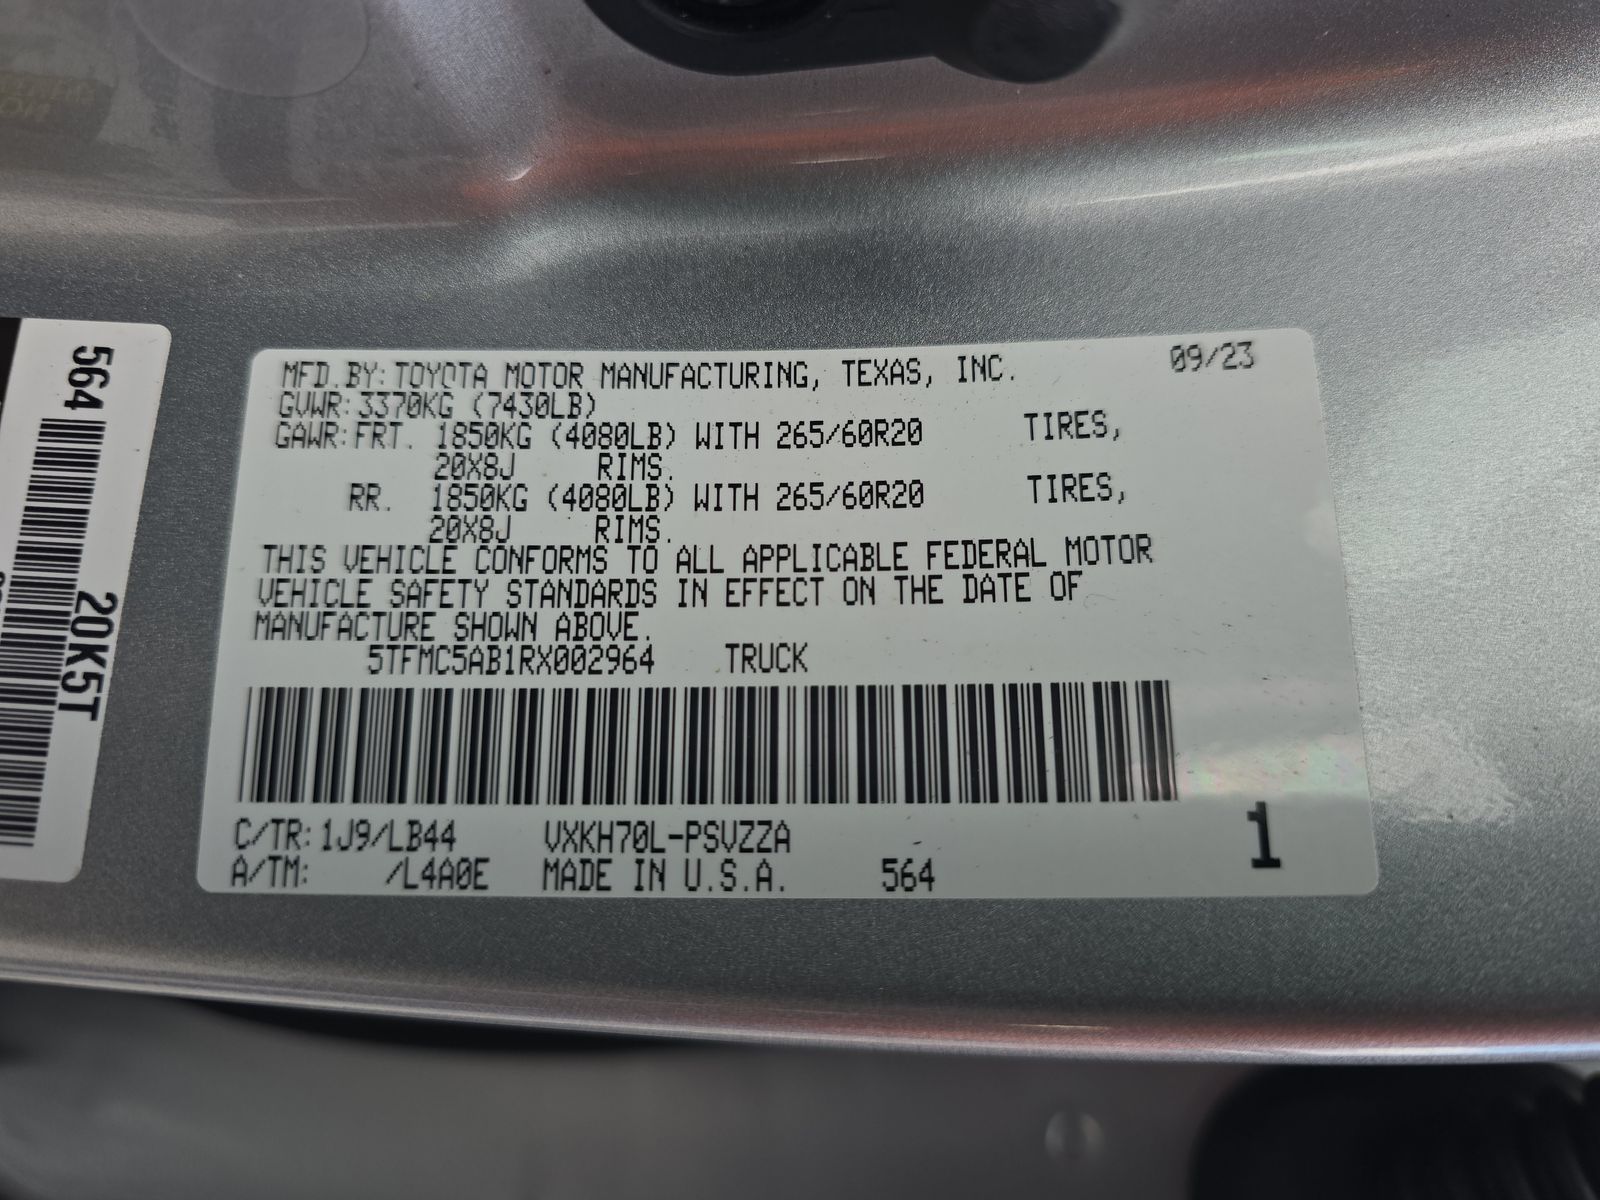 MFD.BY:TOYOTA MOTOR MANUFACTURING, TEXAS, INC. 09/23
GVWR:3370KG (7430LB)
GAWR:FRT. 1850KG (4080LB) WITH 265/60R20 TIRES,
20X8J RIMS.
RR. 1850KG (4080LB) WITH 265/60R20 TIRES,
20X8J RIMS.
THIS VEHICLE CONFORMS TO ALL APPLICABLE FEDERAL MOTOR
VEHICLE SAFETY STANDARDS IN EFFECT ON THE DATE OF
MANUFACTURE SHOWN ABOVE.
5TFMC5AB1RX002964 TRUCK
C/TR:1J9/LB44 VXKH70L-PSVZZA
A/TM: /L4A0E MADE IN U.S.A. 564 1
564
20K5T